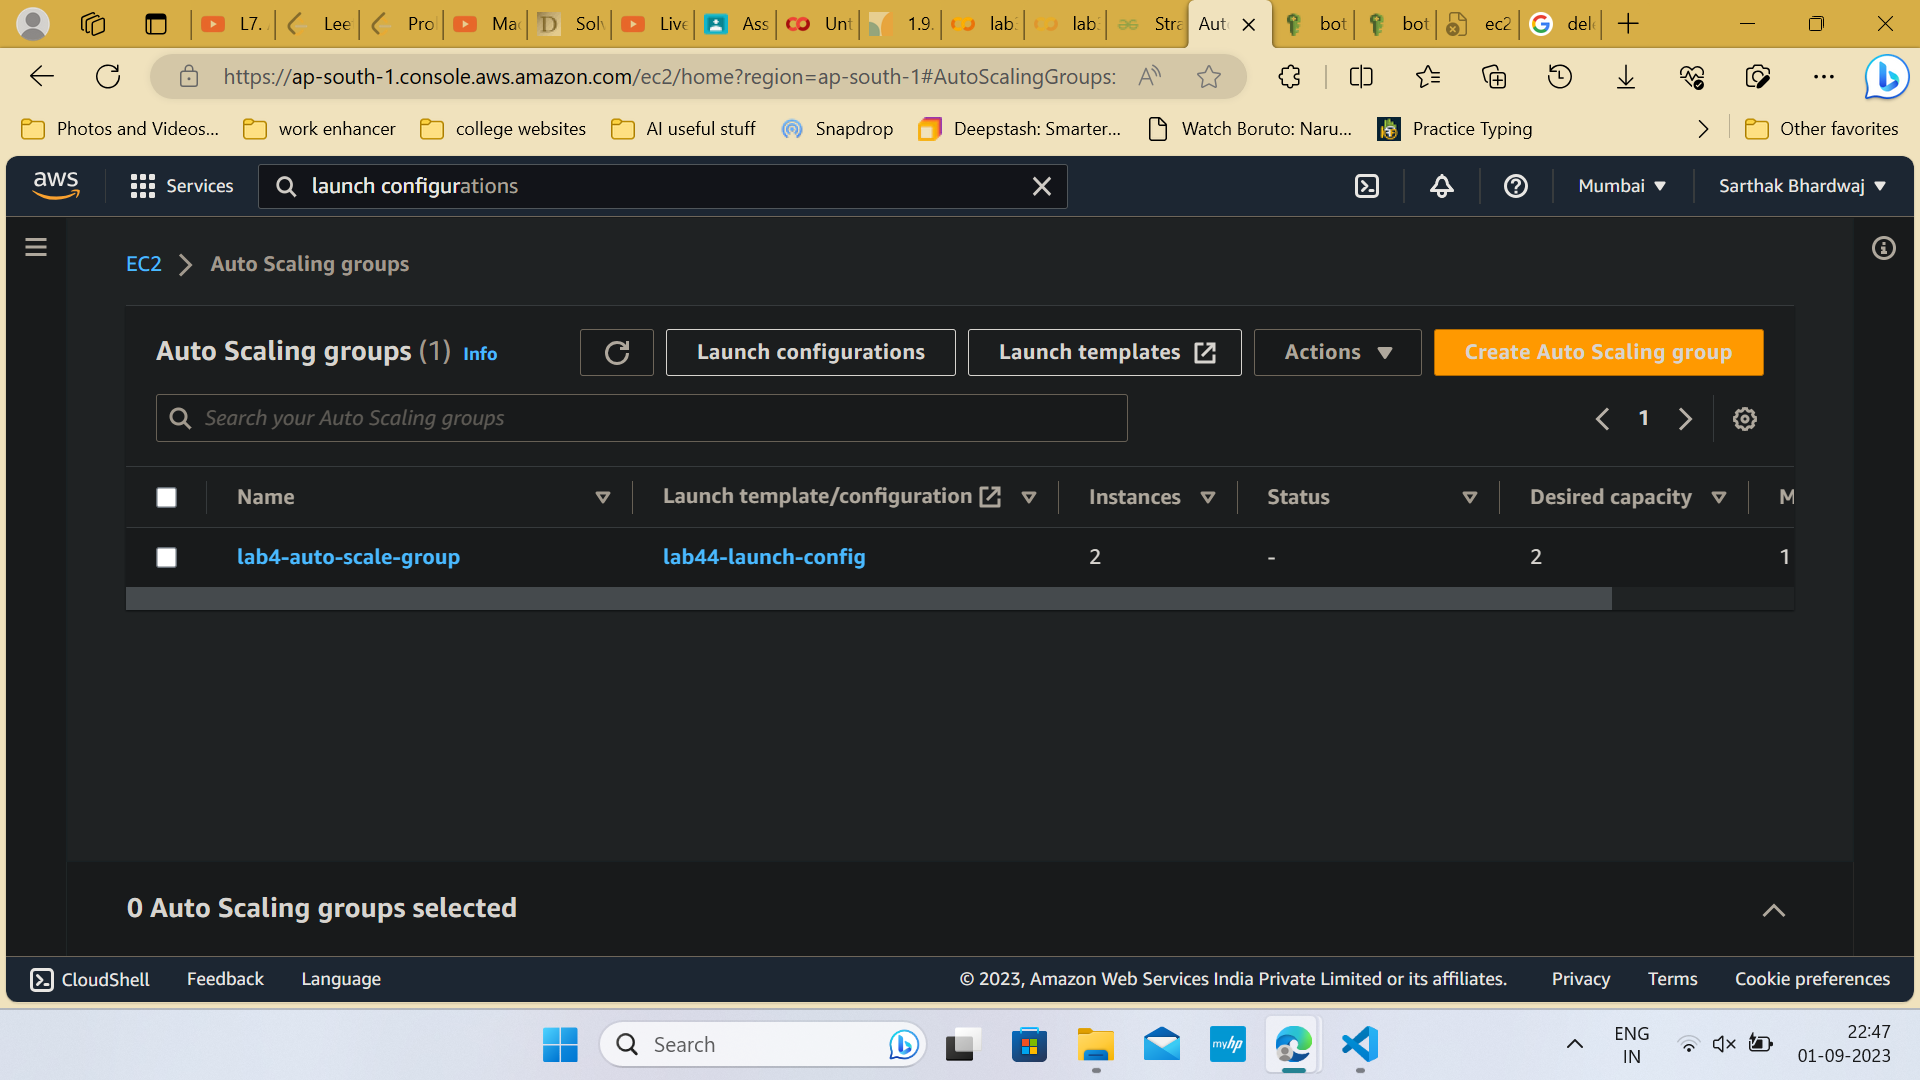 L7.
Lee
Pro
Mac
Solv
Live
Ass
Unt
1.9.
lab
lab
Stra
Auto
bot
bot
ec2
dele
https://ap-south-1.console.aws.amazon.com/ec2/home?region=ap-south-1#AutoScalingGroups:
Photos and Videos...
work enhancer
college websites
AI useful stuff
Snapdrop
Deepstash: Smarter...
Watch Boruto: Naru...
Practice Typing
Other favorites
aws
Services
launch configurations
Mumbai
Sarthak Bhardwaj
EC2
Auto Scaling groups
Auto Scaling groups (1) Info
Launch configurations
Launch templates
Actions
Create Auto Scaling group
Search your Auto Scaling groups
1
Name
Launch template/configuration
Instances
Status
Desired capacity
M
lab4-auto-scale-group
lab44-launch-config
2
-
2
1
0 Auto Scaling groups selected
CloudShell
Feedback
Language
© 2023, Amazon Web Services India Private Limited or its affiliates.
Privacy
Terms
Cookie preferences
Search
myhp
ENG
IN
22:47
01-09-2023